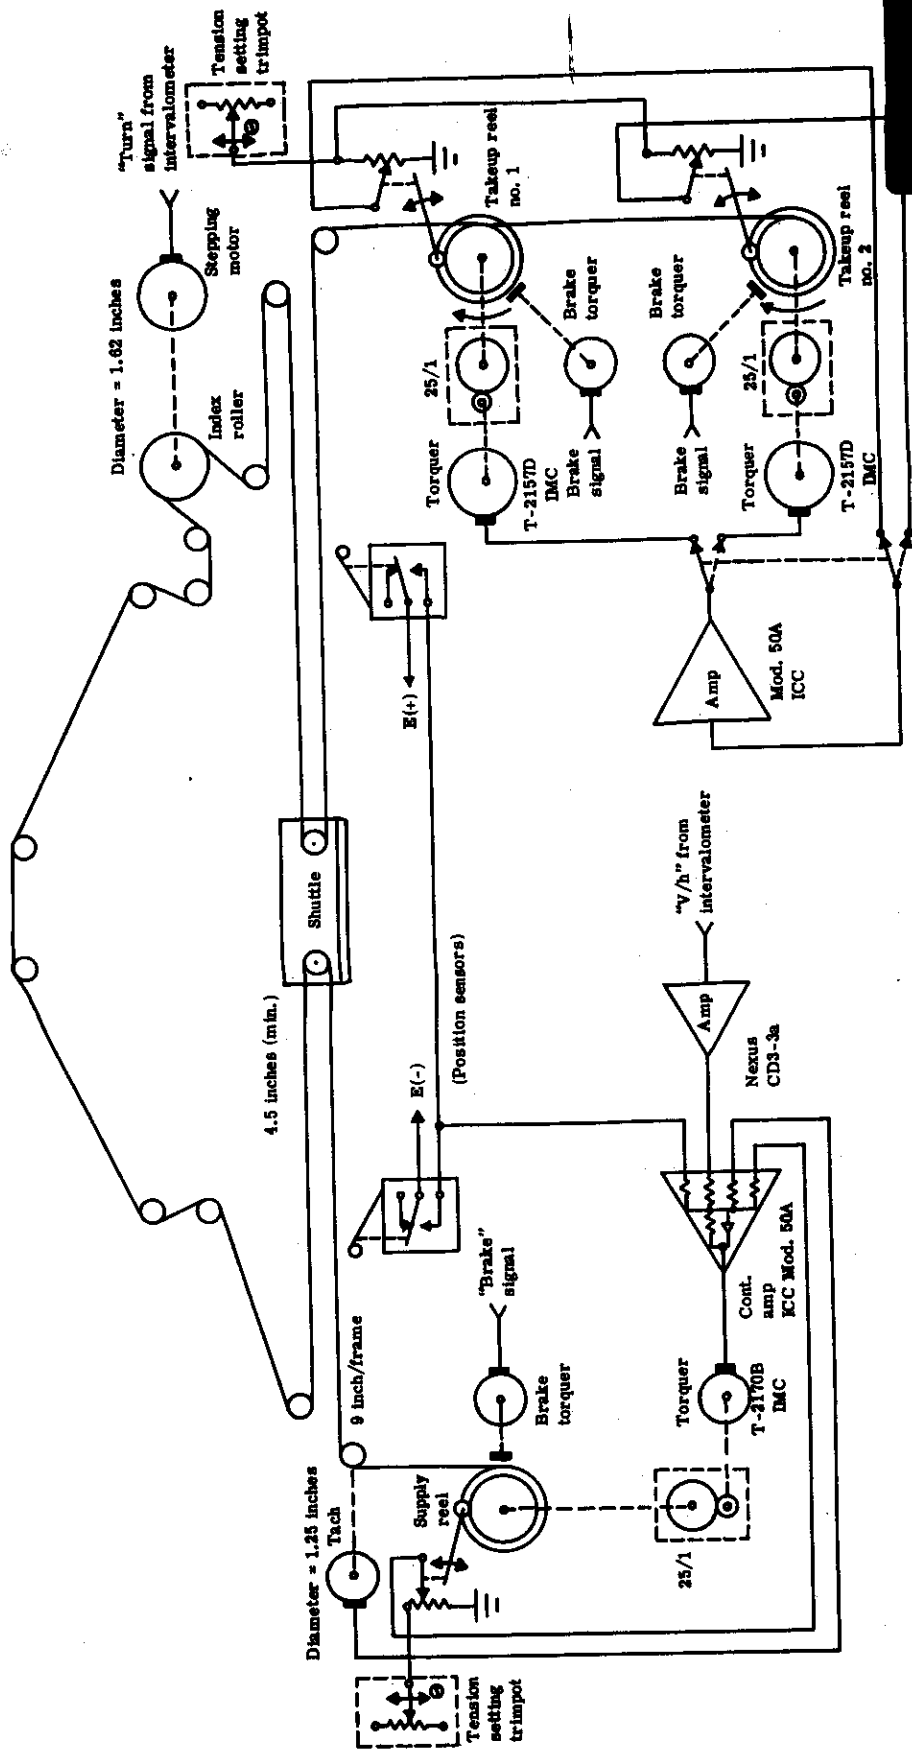 Diameter = 1.25 inches
Tach
Tension
setting
trimpot
Supply
reel
9 inch/frame
4.5 inches (min.)
Shuttle
"Brake"
signal
Brake
torquer
25/1
Torquer
T-2170B
IMC
Cont.
amp
ICC Mod. 50A
E(-)
(Position sensors)
E(+)
Amp
Nexus
CD3-3a
"V/h" from
intervalometer
Amp
Mod. 50A
ICC
Diameter = 1.62 inches
Index
roller
Stepping
motor
"Turn"
signal from
intervalometer
Tension
setting
trimpot
e
Torquer
T-2157D
IMC
25/1
Brake
signal
Brake
torquer
Takeup reel
no. 1
Brake
signal
Brake
torquer
Torquer
T-2157D
IMC
25/1
Takeup reel
no. 2
e